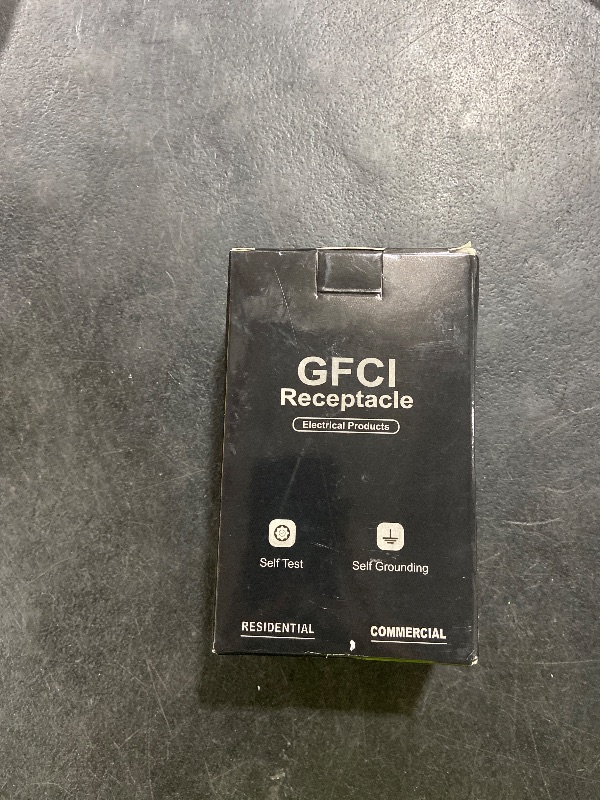 GFCI
Receptacle
Electrical Products
Self Test
Self Grounding
RESIDENTIAL
COMMERCIAL